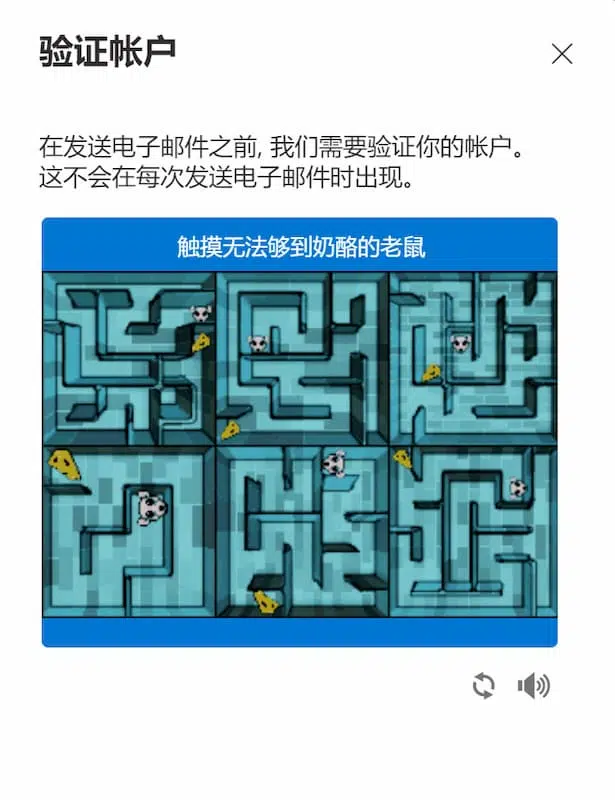 验证帐户
在发送电子邮件之前, 我们需要验证你的帐户。
这不会在每次发送电子邮件时出现。
触摸无法够到奶酪的老鼠